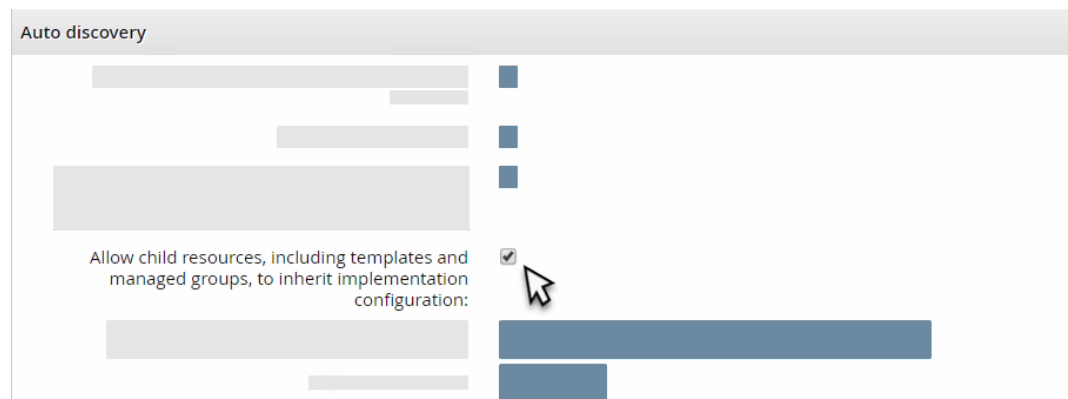 Auto discovery
Allow child resources, including templates and
managed groups, to inherit implementation
configuration: